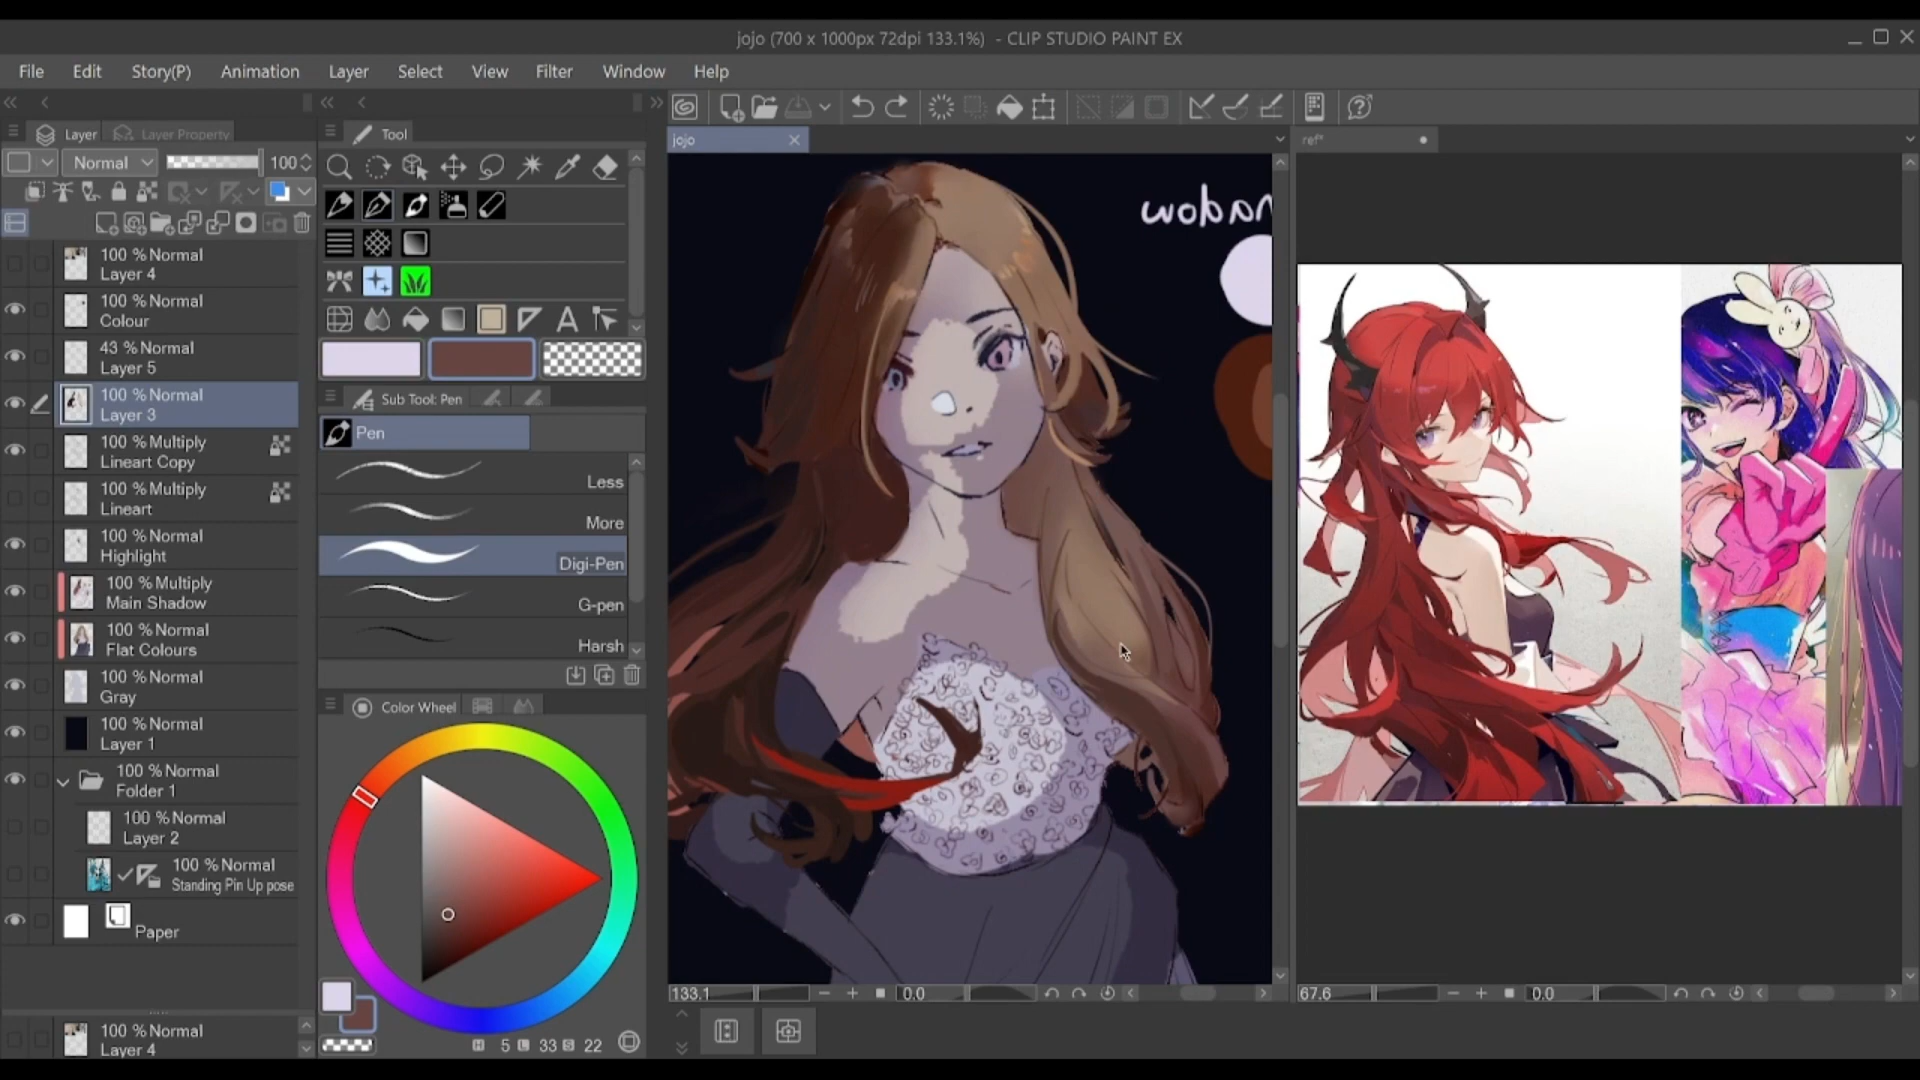 jojo (700 x 1000px 72dpi 133.1%) - CLIP STUDIO PAINT EX
File Edit Story(P) Animation Layer Select View Filter Window Help
Layer Layer Property
Tool
jojo
ref*
Normal 100
100 % Normal
Layer 4
100 % Normal
Colour
43 % Normal
Layer 5
100 % Normal
Layer 3
100 % Multiply
Lineart Copy
100 % Multiply
Lineart
100 % Normal
Highlight
100 % Multiply
Main Shadow
100 % Normal
Flat Colours
100 % Normal
Gray
100 % Normal
Layer 1
100 % Normal
Folder 1
100 % Normal
Layer 2
100 % Normal
Standing Pin Up pose
Paper
100 % Normal
Layer 4
Sub Tool: Pen
Pen
Less
More
Digi-Pen
G-pen
Harsh
Color Wheel
H 5 L 33 S 22
133.1 0.0
67.6 0.0